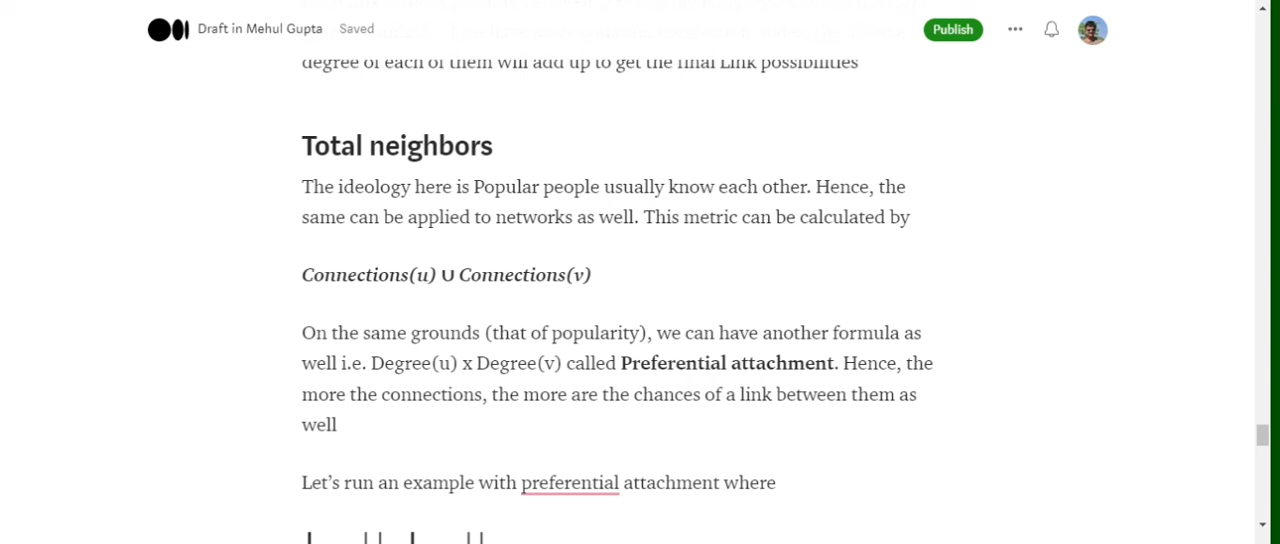 Draft in Mehul Gupta Saved Publish
degree of each of them will add up to get the final Link possibilities
Total neighbors
The ideology here is Popular people usually know each other. Hence, the
same can be applied to networks as well. This metric can be calculated by
Connections(u) ∪ Connections(v)
On the same grounds (that of popularity), we can have another formula as
well i.e. Degree(u) x Degree(v) called Preferential attachment. Hence, the
more the connections, the more are the chances of a link between them as
well
Let's run an example with preferential attachment where